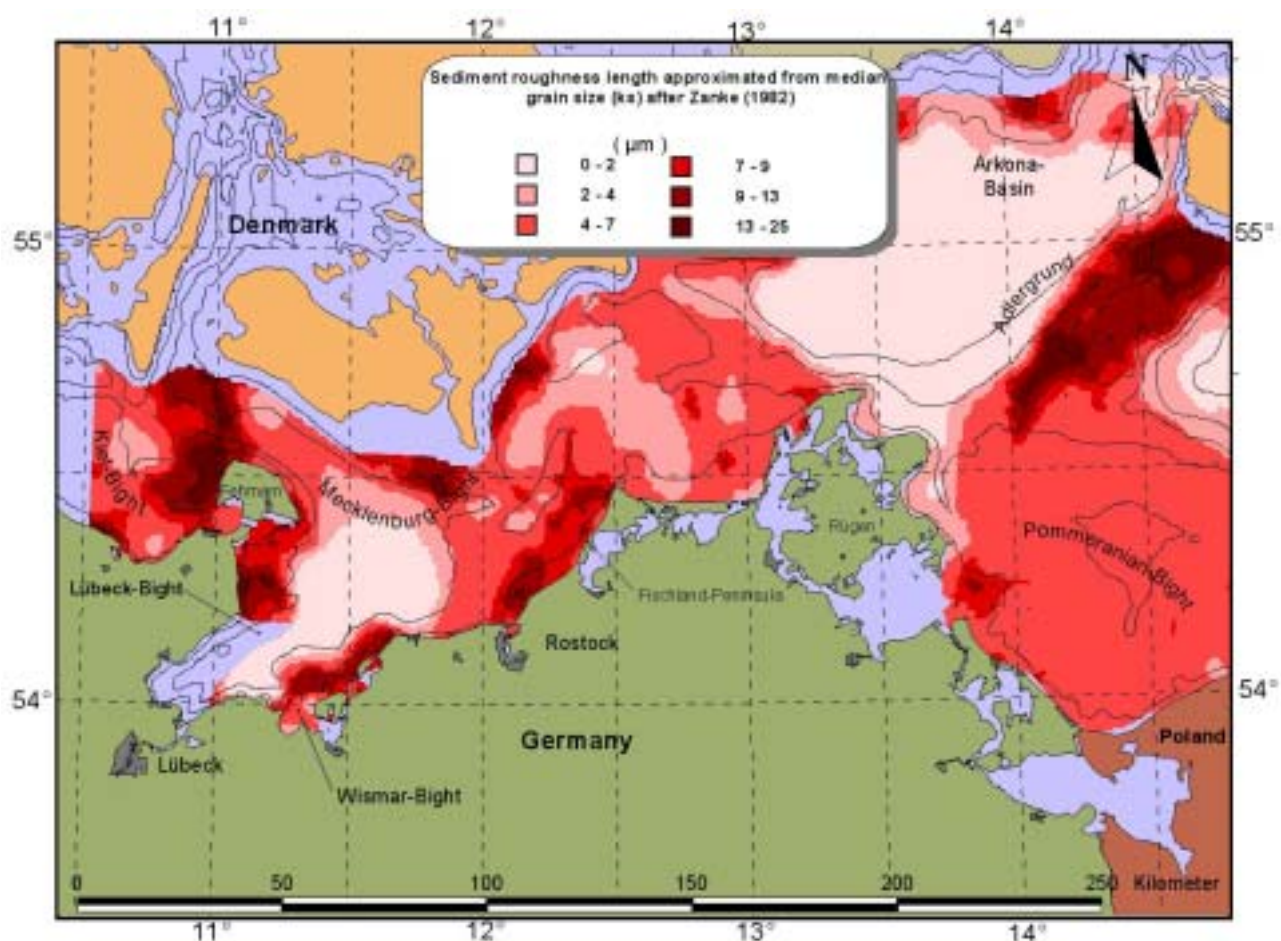 11° 12° 13° 14°
Sediment roughness length approximated from median
grain size (ks) after Zanke (1982)
( µm )
0 - 2 7 - 9
2 - 4 9 - 13
4 - 7 13 - 25
N
Arkona-
Basin
Denmark
55° 55°
Adlergrung
Kiel-Bight
Fehmarn
Mecklenburg-Bight
Rügen
Pommeranian-Bight
Lübeck-Bight
Fischland-Peninsula
Rostock
54° 54°
Germany
Poland
Lübeck
Wismar-Bight
0 50 100 150 200 250 Kilometer
11° 12° 13° 14°